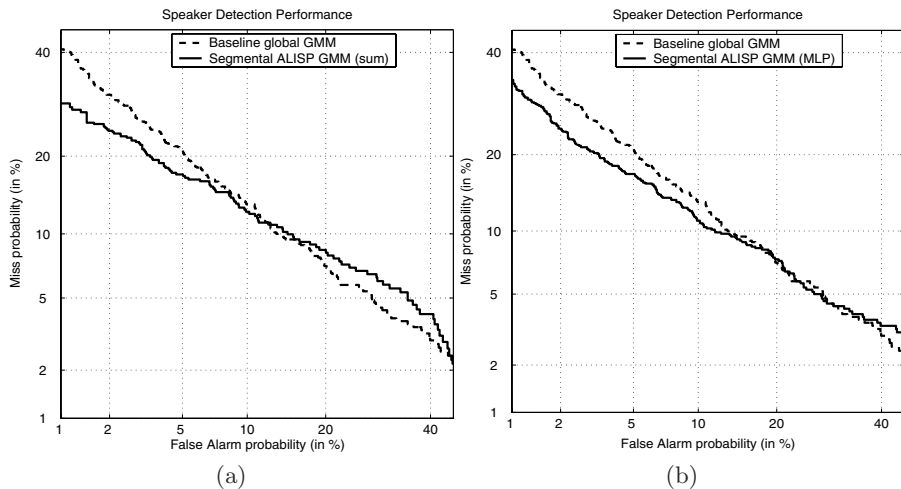 Speaker Detection Performance
Baseline global GMM
Segmental ALISP GMM (sum)
Miss probability (in %)
40
20
10
5
2
1
1 2 5 10 20 40
False Alarm probability (in %)
(a)
Speaker Detection Performance
Baseline global GMM
Segmental ALISP GMM (MLP)
Miss probability (in %)
40
20
10
5
2
1
1 2 5 10 20 40
False Alarm probability (in %)
(b)